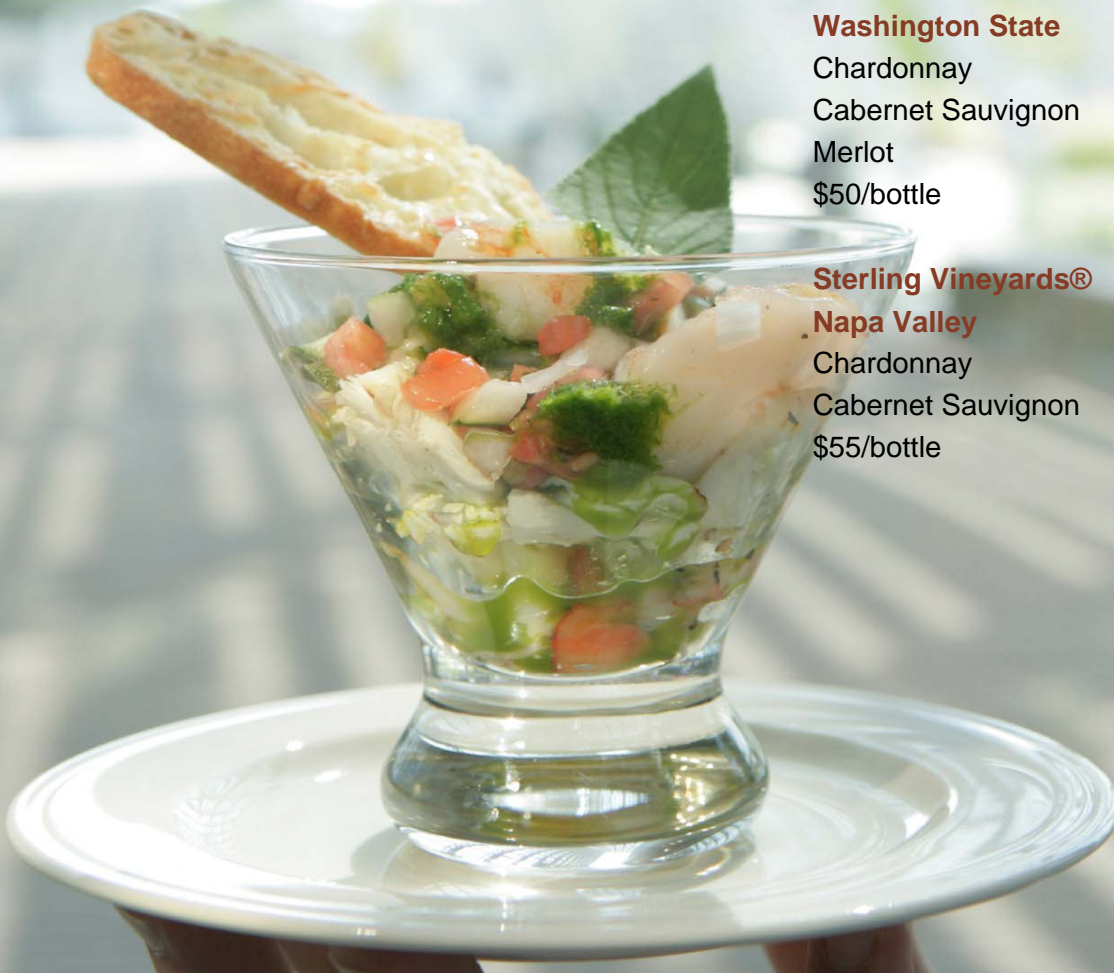 Washington State
Chardonnay
Cabernet Sauvignon
Merlot
$50/bottle
Sterling Vineyards®
Napa Valley
Chardonnay
Cabernet Sauvignon
$55/bottle